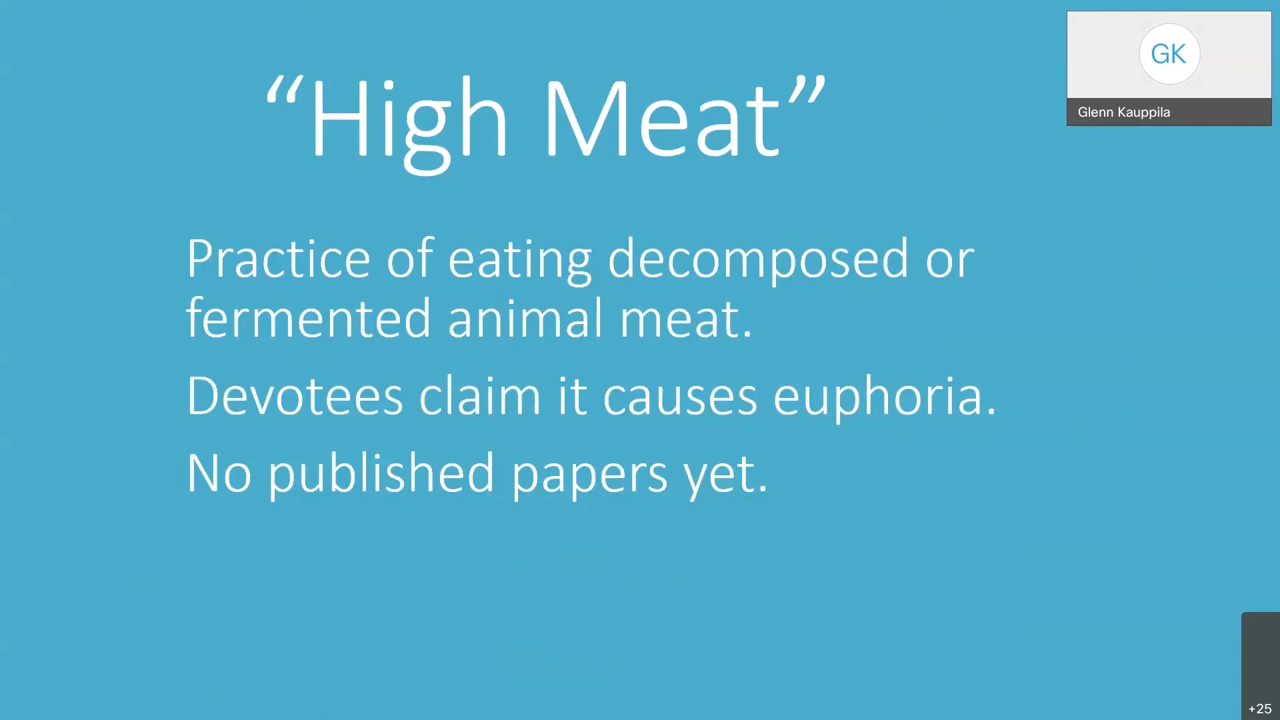 “High Meat”
GK
Glenn Kauppila
Practice of eating decomposed or
fermented animal meat.
Devotees claim it causes euphoria.
No published papers yet.
+25